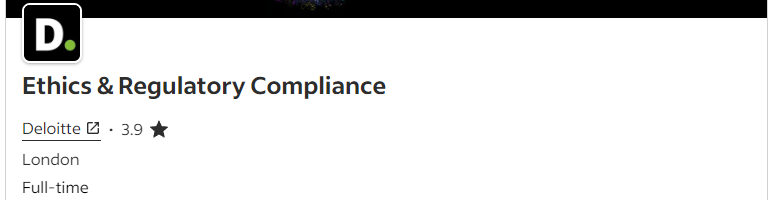 D.
Ethics & Regulatory Compliance
Deloitte · 3.9
London
Full-time